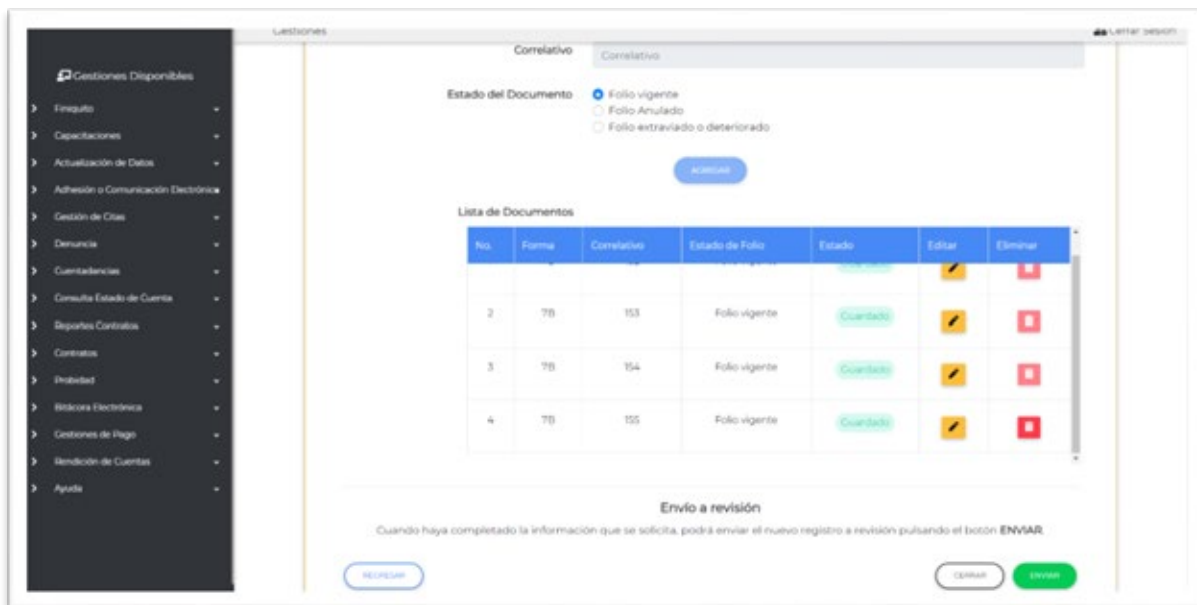 Gestiones
Cerrar Sesión
Gestiones Disponibles
Finiquito
Capacitaciones
Actualización de Datos
Adhesión o Comunicación Electrónica
Gestión de Citas
Denuncia
Cuentadancias
Consulta Estado de Cuenta
Reportes Contratos
Contratos
Probidad
Bitácora Electrónica
Gestiones de Pago
Rendición de Cuentas
Ayuda
Correlativo
Correlativo
Estado del Documento
Folio vigente
Folio Anulado
Folio extraviado o deteriorado
AGREGAR
Lista de Documentos
No. Forma Correlativo Estado de Folio Estado Editar Eliminar
2 7B 153 Folio vigente Guardado
3 7B 154 Folio vigente Guardado
4 7B 155 Folio vigente Guardado
Envío a revisión
Cuando haya completado la información que se solicita, podrá enviar el nuevo registro a revisión pulsando el botón ENVIAR.
REGRESAR
CERRAR
ENVIAR